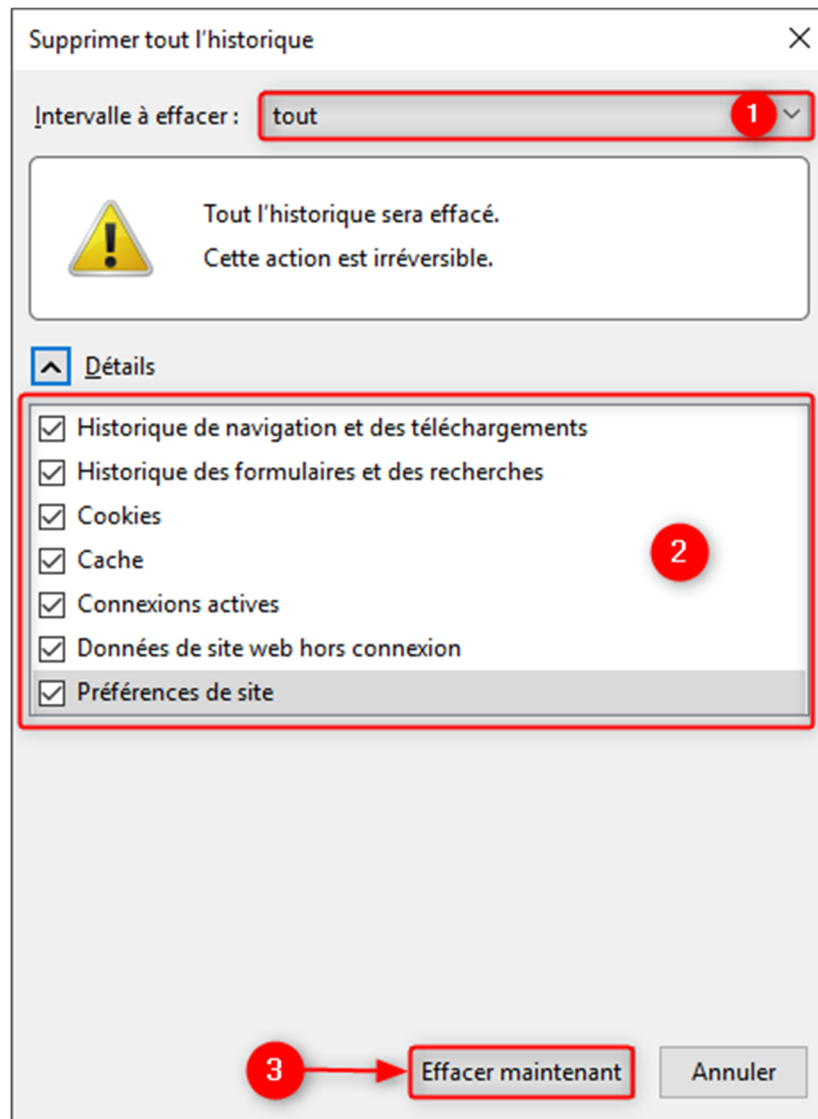 Supprimer tout l'historique
Intervalle à effacer : tout 1
Tout l'historique sera effacé.
Cette action est irréversible.
Détails
Historique de navigation et des téléchargements
Historique des formulaires et des recherches
Cookies
Cache
2
Connexions actives
Données de site web hors connexion
Préférences de site
3 Effacer maintenant Annuler